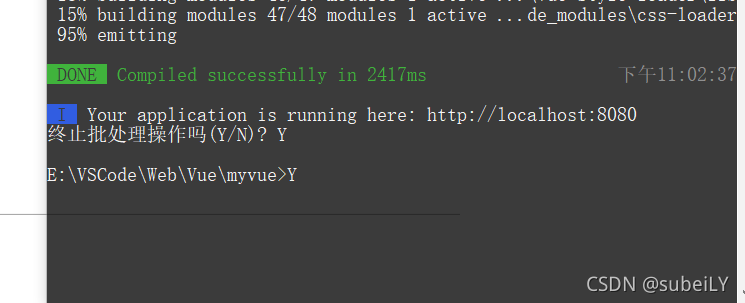 15% building modules 47/48 modules 1 active ...de_modules\css-loader
95% emitting
DONE Compiled successfully in 2417ms 下午11:02:37
I Your application is running here: http://localhost:8080
终止批处理操作吗(Y/N)? Y
E:\VSCode\Web\Vue\myvue>Y
CSDN @subeiLY